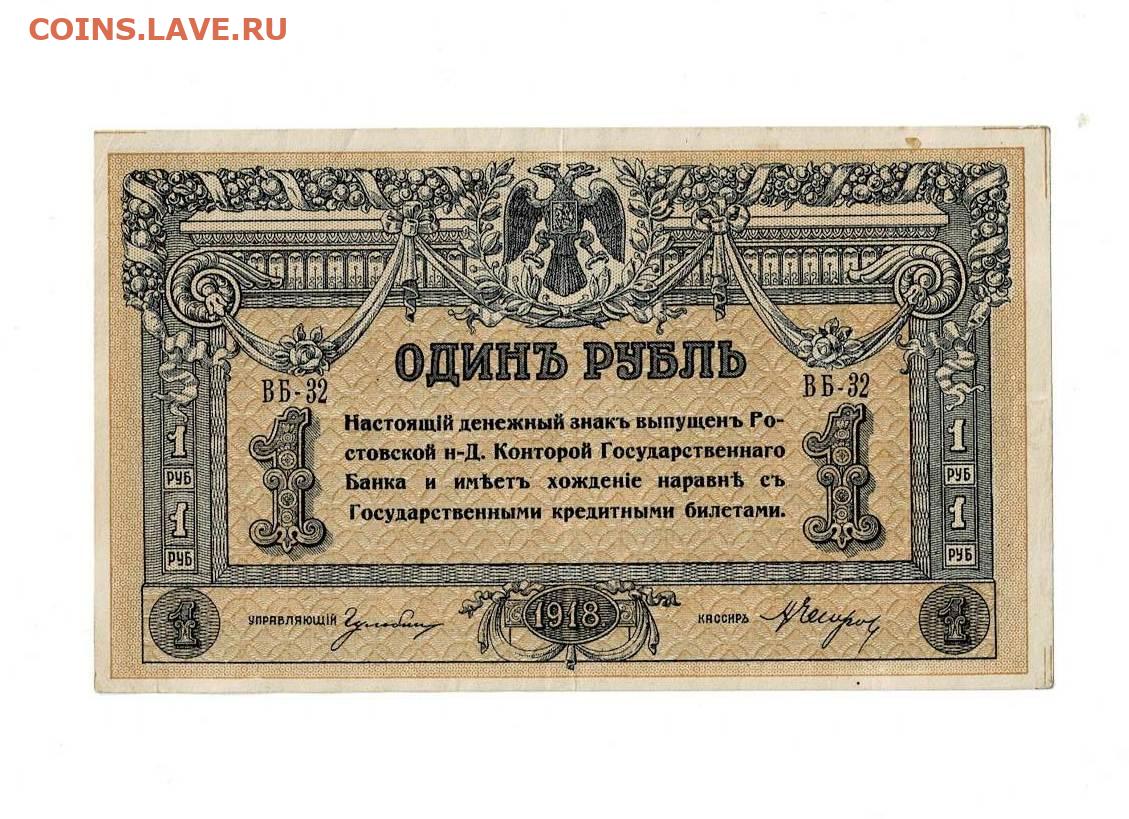 COINS.LAVE.RU
ОДИНЪ РУБЛЬ
ВБ-32
ВБ-32
1
1
Настоящій денежный знакъ выпущен Ро-
стовской н-Д. Конторой Государственнаго
Банка и имѣетъ хожденіе наравнѣ съ
Государственными кредитными билетами.
1
РУБ
1
РУБ
1
РУБ
1
РУБ
1
УПРАВЛЯЮЩІЙ
1918
КАССИРЪ
1